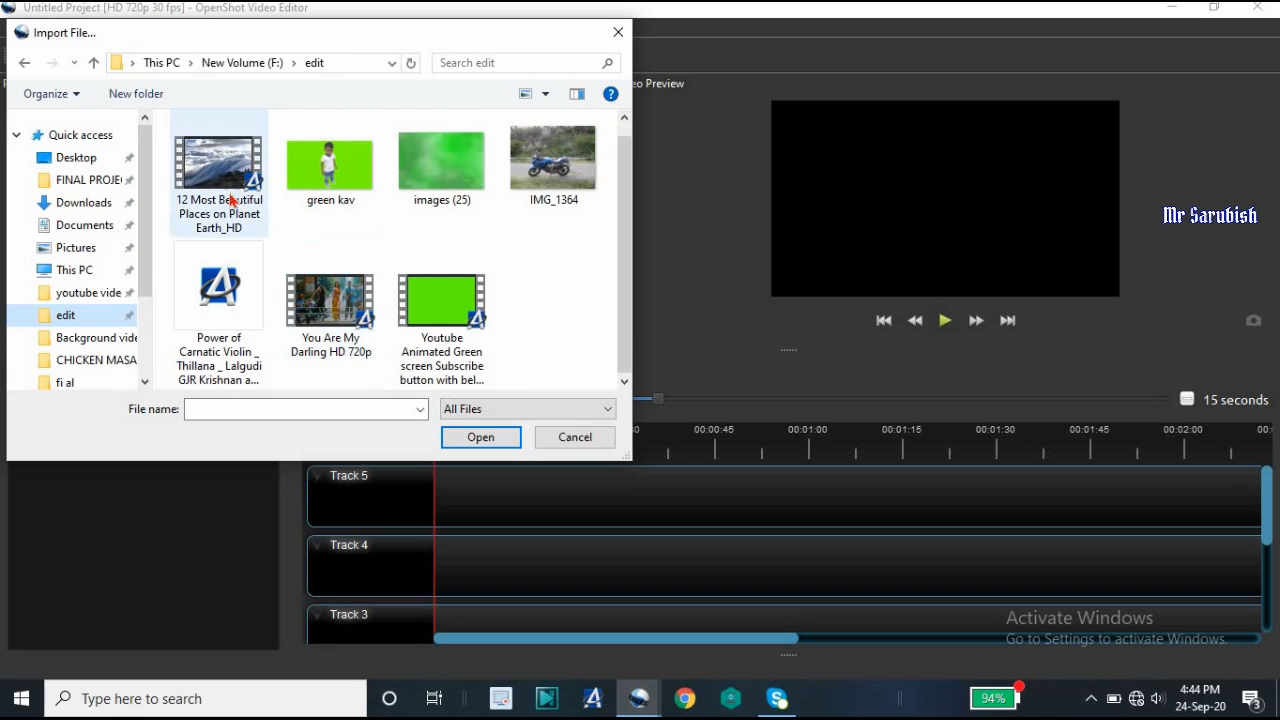 Untitled Project [HD 720p 30 fps] - OpenShot Video Editor
Import File...
This PC
New Volume (F:)
edit
Search edit
Organize
New folder
eo Preview
Quick access
Desktop
FINAL PROJE
Downloads
Documents
Pictures
This PC
youtube vide
edit
Background vide
CHICKEN MASA
fi al
12 Most Beautiful
Places on Planet
Earth_HD
green kav
images (25)
IMG_1364
Power of
Carnatic Violin _
Thillana _ Lalgudi
GJR Krishnan a...
You Are My
Darling HD 720p
Youtube
Animated Green
screen Subscribe
button with bel...
File name:
All Files
Open
Cancel
Mr Sarubish
15 seconds
00:00:45
00:01:00
00:01:15
00:01:30
00:01:45
00:02:00
Track 5
Track 4
Track 3
Activate Windows
Go to Settings to activate Windows.
Type here to search
94%
4:44 PM
24-Sep-20
3